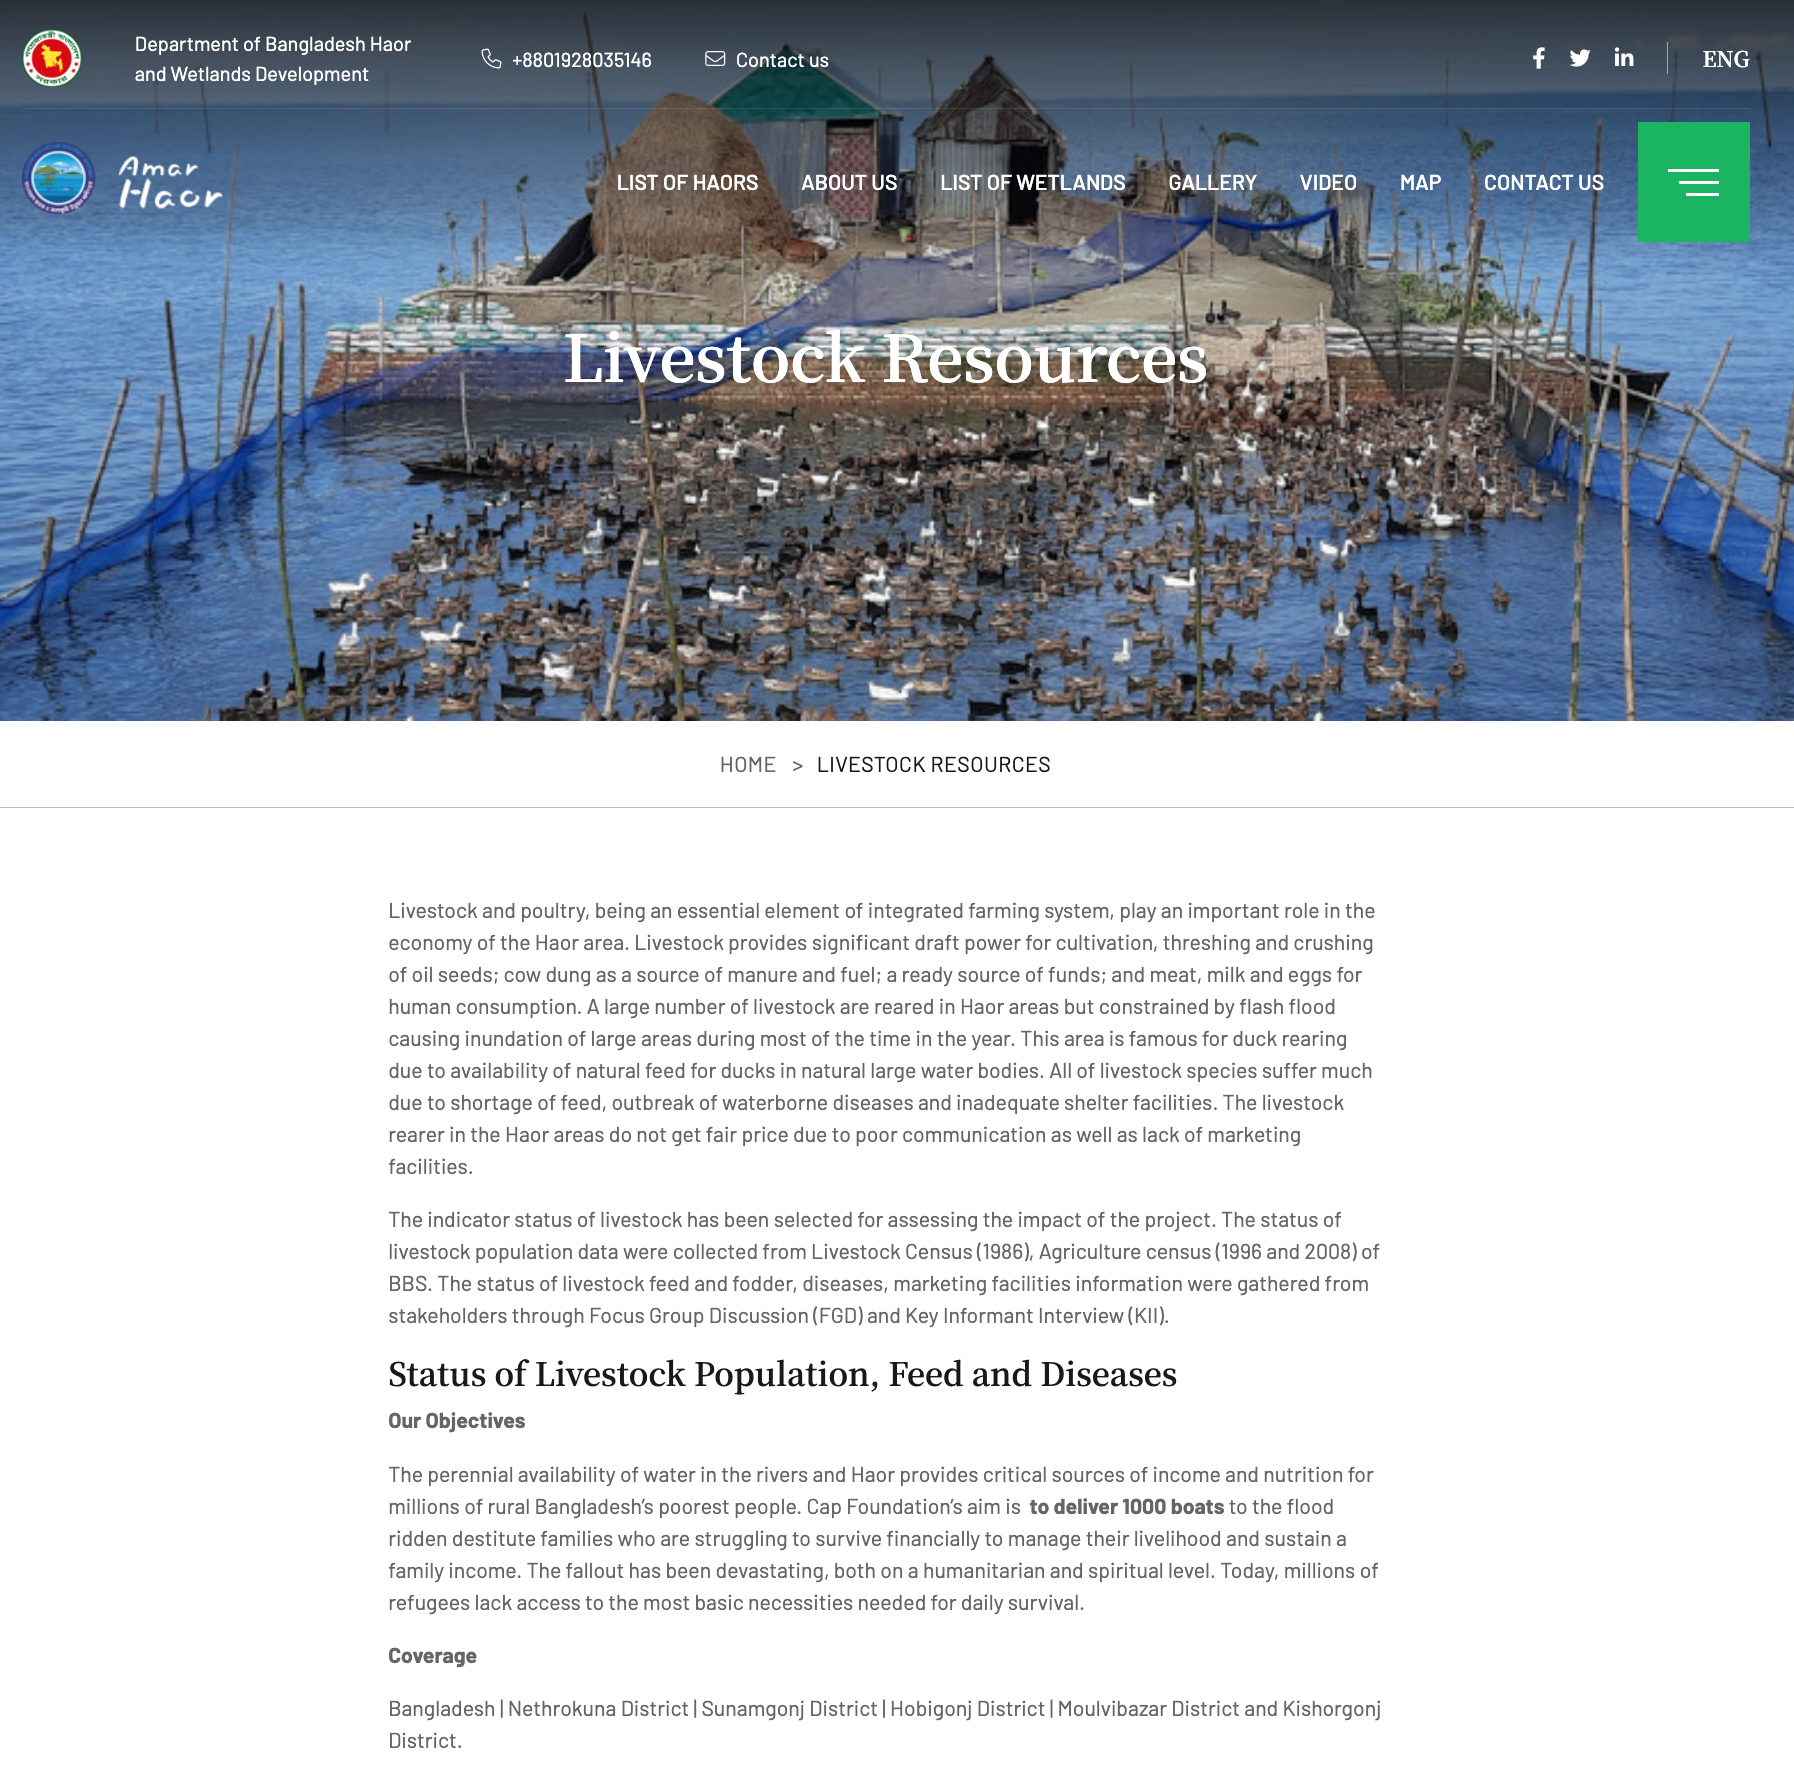 Department of Bangladesh Haor
and Wetlands Development
+8801928035146
Contact us
ENG
Amar
Haor
LIST OF HAORS
ABOUT US
LIST OF WETLANDS
GALLERY
VIDEO
MAP
CONTACT US
Livestock Resources
HOME > LIVESTOCK RESOURCES
Livestock and poultry, being an essential element of integrated farming system, play an important role in the
economy of the Haor area. Livestock provides significant draft power for cultivation, threshing and crushing
of oil seeds; cow dung as a source of manure and fuel; a ready source of funds; and meat, milk and eggs for
human consumption. A large number of livestock are reared in Haor areas but constrained by flash flood
causing inundation of large areas during most of the time in the year. This area is famous for duck rearing
due to availability of natural feed for ducks in natural large water bodies. All of livestock species suffer much
due to shortage of feed, outbreak of waterborne diseases and inadequate shelter facilities. The livestock
rearer in the Haor areas do not get fair price due to poor communication as well as lack of marketing
facilities.
The indicator status of livestock has been selected for assessing the impact of the project. The status of
livestock population data were collected from Livestock Census (1986), Agriculture census (1996 and 2008) of
BBS. The status of livestock feed and fodder, diseases, marketing facilities information were gathered from
stakeholders through Focus Group Discussion (FGD) and Key Informant Interview (KII).
Status of Livestock Population, Feed and Diseases
Our Objectives
The perennial availability of water in the rivers and Haor provides critical sources of income and nutrition for
millions of rural Bangladesh's poorest people. Cap Foundation's aim is to deliver 1000 boats to the flood
ridden destitute families who are struggling to survive financially to manage their livelihood and sustain a
family income. The fallout has been devastating, both on a humanitarian and spiritual level. Today, millions of
refugees lack access to the most basic necessities needed for daily survival.
Coverage
Bangladesh | Nethrokuna District | Sunamgonj District | Hobigonj District | Moulvibazar District and Kishorgonj
District.